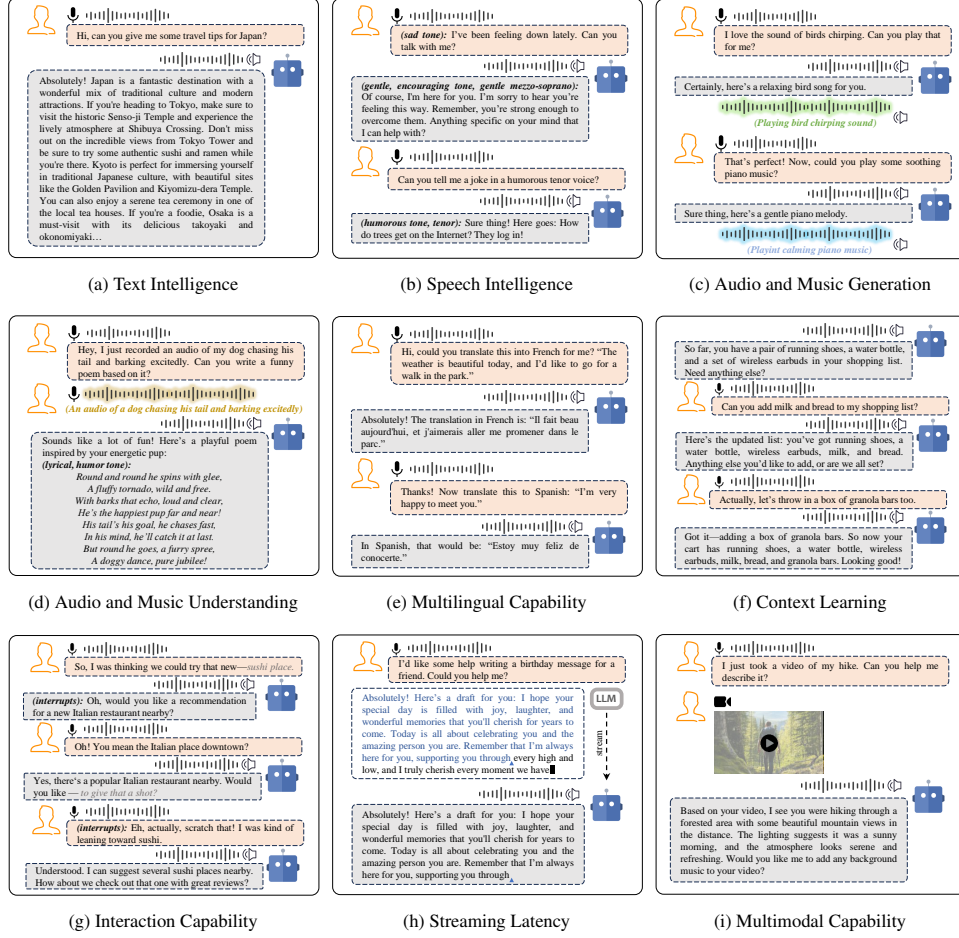 Hi, can you give me some travel tips for Japan?
Absolutely! Japan is a fantastic destination with a
wonderful mix of traditional culture and modern
attractions. If you're heading to Tokyo, make sure to
visit the historic Senso-ji Temple and experience the
lively atmosphere at Shibuya Crossing. Don't miss
out on the incredible views from Tokyo Tower and
be sure to try some authentic sushi and ramen while
you're there. Kyoto is perfect for immersing yourself
in traditional Japanese culture, with beautiful sites
like the Golden Pavilion and Kiyomizu-dera Temple.
You can also enjoy a serene tea ceremony in one of
the local tea houses. If you're a foodie, Osaka is a
must-visit with its delicious takoyaki and
okonomiyaki…
(a) Text Intelligence
(sad tone): I've been feeling down lately. Can you
talk with me?
(gentle, encouraging tone, gentle mezzo-soprano):
Of course, I'm here for you. I'm sorry to hear you're
feeling this way. Remember, you're strong enough to
overcome them. Anything specific on your mind that
I can help with?
Can you tell me a joke in a humorous tenor voice?
(humorous tone, tenor): Sure thing! Here goes: How
do trees get on the Internet? They log in!
(b) Speech Intelligence
I love the sound of birds chirping. Can you play that
for me?
Certainly, here's a relaxing bird song for you.
(Playing bird chirping sound)
That's perfect! Now, could you play some soothing
piano music?
Sure thing, here's a gentle piano melody.
(Playint calming piano music)
(c) Audio and Music Generation
Hey, I just recorded an audio of my dog chasing his
tail and barking excitedly. Can you write a funny
poem based on it?
(An audio of a dog chasing his tail and barking excitedly)
Sounds like a lot of fun! Here's a playful poem
inspired by your energetic pup:
(lyrical, humor tone):
Round and round he spins with glee,
A fluffy tornado, wild and free.
With barks that echo, loud and clear,
He's the happiest pup far and near!
His tail's his goal, he chases fast,
In his mind, he'll catch it at last.
But round he goes, a furry spree,
A doggy dance, pure jubilee!
(d) Audio and Music Understanding
Hi, could you translate this into French for me? “The
weather is beautiful today, and I'd like to go for a
walk in the park.”
Absolutely! The translation in French is: “Il fait beau
aujourd'hui, et j'aimerais aller me promener dans le
parc.”
Thanks! Now translate this to Spanish: “I'm very
happy to meet you.”
In Spanish, that would be: “Estoy muy feliz de
conocerte.”
(e) Multilingual Capability
So far, you have a pair of running shoes, a water bottle,
and a set of wireless earbuds in your shopping list.
Need anything else?
Can you add milk and bread to my shopping list?
Here's the updated list: you've got running shoes, a
water bottle, wireless earbuds, milk, and bread.
Anything else you'd like to add, or are we all set?
Actually, let's throw in a box of granola bars too.
Got it—adding a box of granola bars. So now your
cart has running shoes, a water bottle, wireless
earbuds, milk, bread, and granola bars. Looking good!
(f) Context Learning
So, I was thinking we could try that new—sushi place.
(interrupts): Oh, would you like a recommendation
for a new Italian restaurant nearby?
Oh! You mean the Italian place downtown?
Yes, there's a popular Italian restaurant nearby. Would
you like — to give that a shot?
(interrupts): Eh, actually, scratch that! I was kind of
leaning toward sushi.
Understood. I can suggest several sushi places nearby.
How about we check out that one with great reviews?
(g) Interaction Capability
I'd like some help writing a birthday message for a
friend. Could you help me?
Absolutely! Here's a draft for you: I hope your
special day is filled with joy, laughter, and
wonderful memories that you'll cherish for years to
come. Today is all about celebrating you and the
amazing person you are. Remember that I'm always
here for you, supporting you through every high and
low, and I truly cherish every moment we have
LLM
stream
Absolutely! Here's a draft for you: I hope your
special day is filled with joy, laughter, and
wonderful memories that you'll cherish for years to
come. Today is all about celebrating you and the
amazing person you are. Remember that I'm always
here for you, supporting you through
(h) Streaming Latency
I just took a video of my hike. Can you help me
describe it?
Based on your video, I see you were hiking through a
forested area with some beautiful mountain views in
the distance. The lighting suggests it was a sunny
morning, and the atmosphere looks serene and
refreshing. Would you like me to add any background
music to your video?
(i) Multimodal Capability